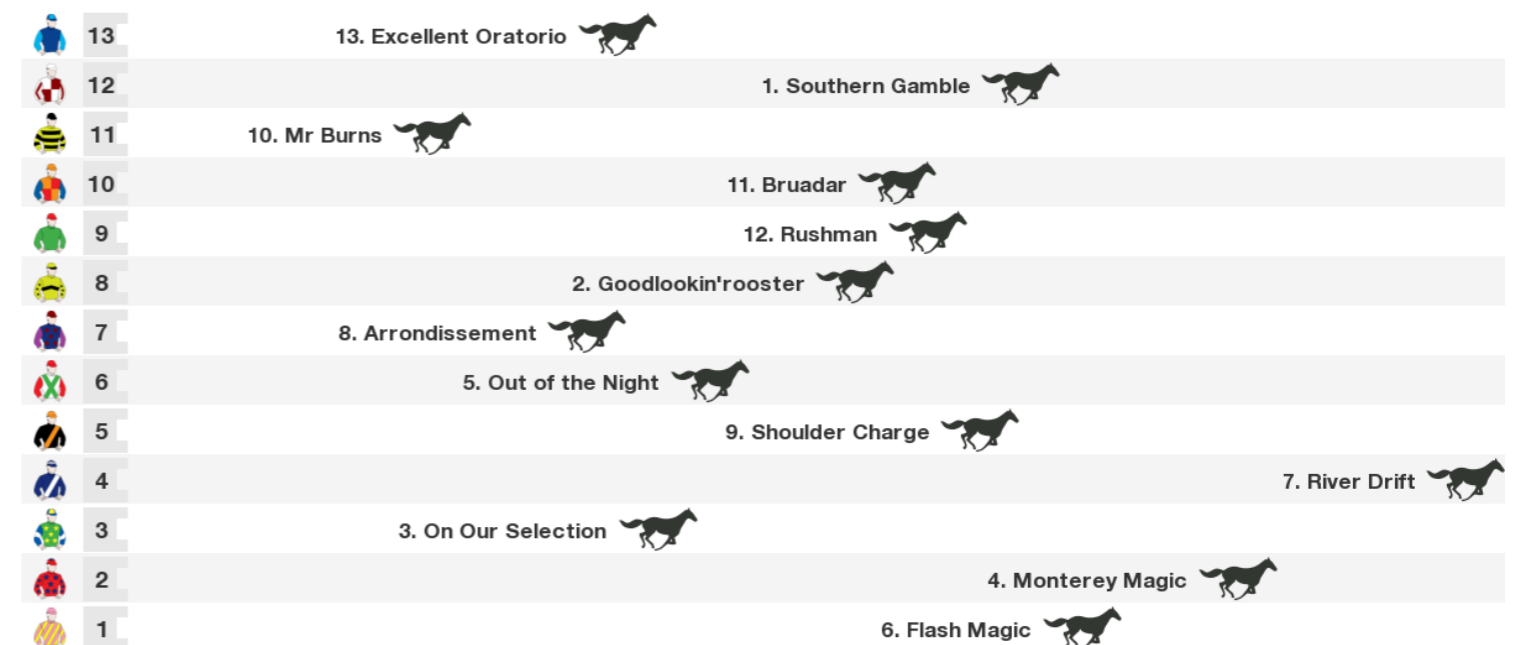 13 13. Excellent Oratorio
12 1. Southern Gamble
11 10. Mr Burns
10 11. Bruadar
9 12. Rushman
8 2. Goodlookin'rooster
7 8. Arrondissement
6 5. Out of the Night
5 9. Shoulder Charge
4 7. River Drift
3 3. On Our Selection
2 4. Monterey Magic
1 6. Flash Magic